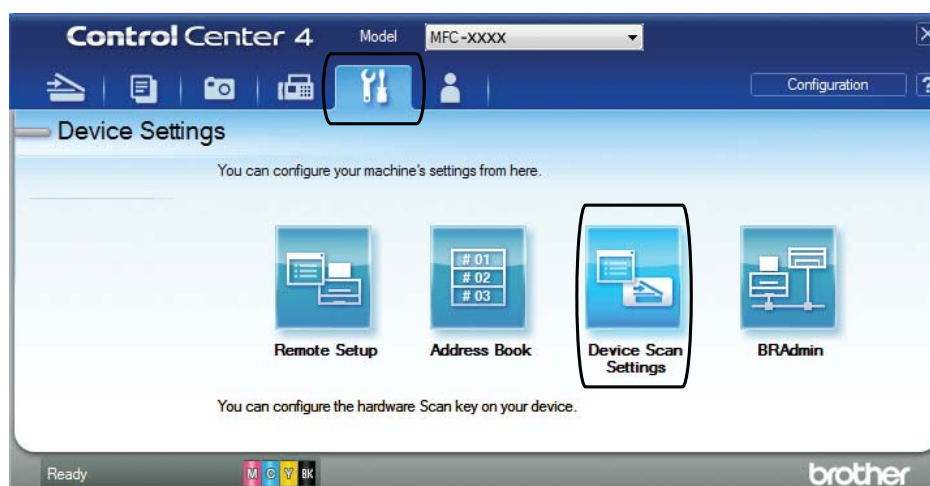 Control Center 4 Model MFC-XXXX
Configuration ?
Device Settings
You can configure your machine's settings from here.
# 01
# 02
# 03
Remote Setup Address Book Device Scan Settings BRAdmin
You can configure the hardware Scan key on your device.
Ready M C Y BK brother